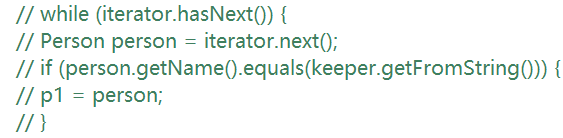 // while (iterator.hasNext()) {
// Person person = iterator.next();
// if (person.getName().equals(keeper.getFromString())) {
// p1 = person;
// }